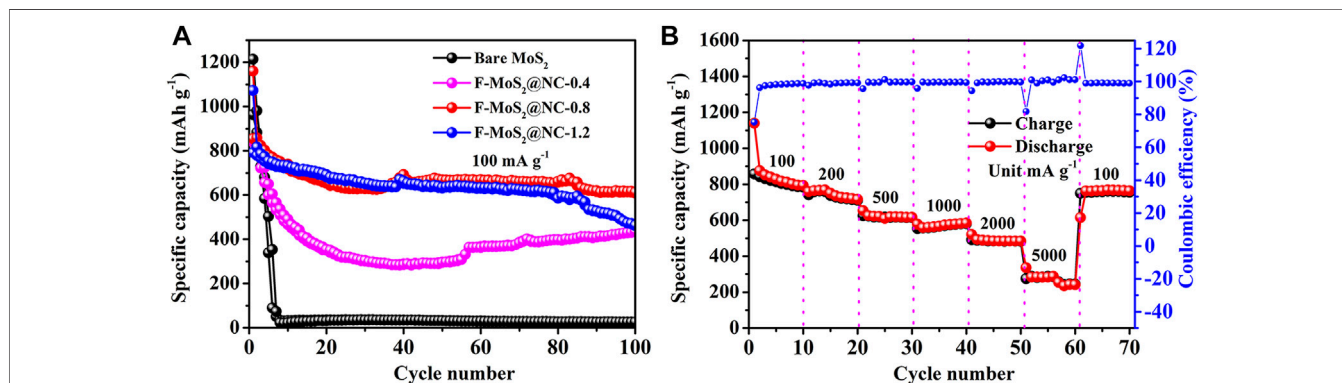 A
Specific capacity (mAh g⁻¹)
1200
1000
800
600
400
200
0
Bare MoS₂
F-MoS₂@NC-0.4
F-MoS₂@NC-0.8
F-MoS₂@NC-1.2
100 mA g⁻¹
0 20 40 60 80 100
Cycle number
B
Specific capacity (mAh g⁻¹)
1600
1400
1200
1000
800
600
400
200
0
100 200 500 1000 2000 5000 100
Charge
Discharge
Unit mA g⁻¹
0 10 20 30 40 50 60 70
Cycle number
120
100
80
60
40
20
0
-20
-40
Coulombic efficiency (%)